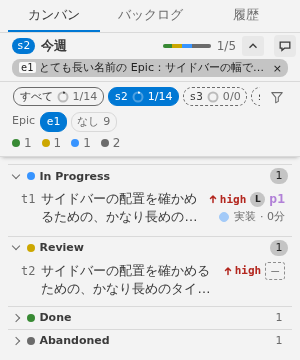 カンバン バックログ 履歴
s2 今週 1/5
e1 とても長い名前の Epic：サイドバーの幅で… ×
すべて 1/14 s2 1/14 s3 0/0
Epic e1 なし 9
1 1 1 2
In Progress 1
t1 サイドバーの配置を確かめ ↑ high L p1
るための、かなり長めの… 実装 · 0分
Review 1
t2 サイドバーの配置を確かめる ↑ high —
ための、かなり長めのタイ…
Done 1
Abandoned 1